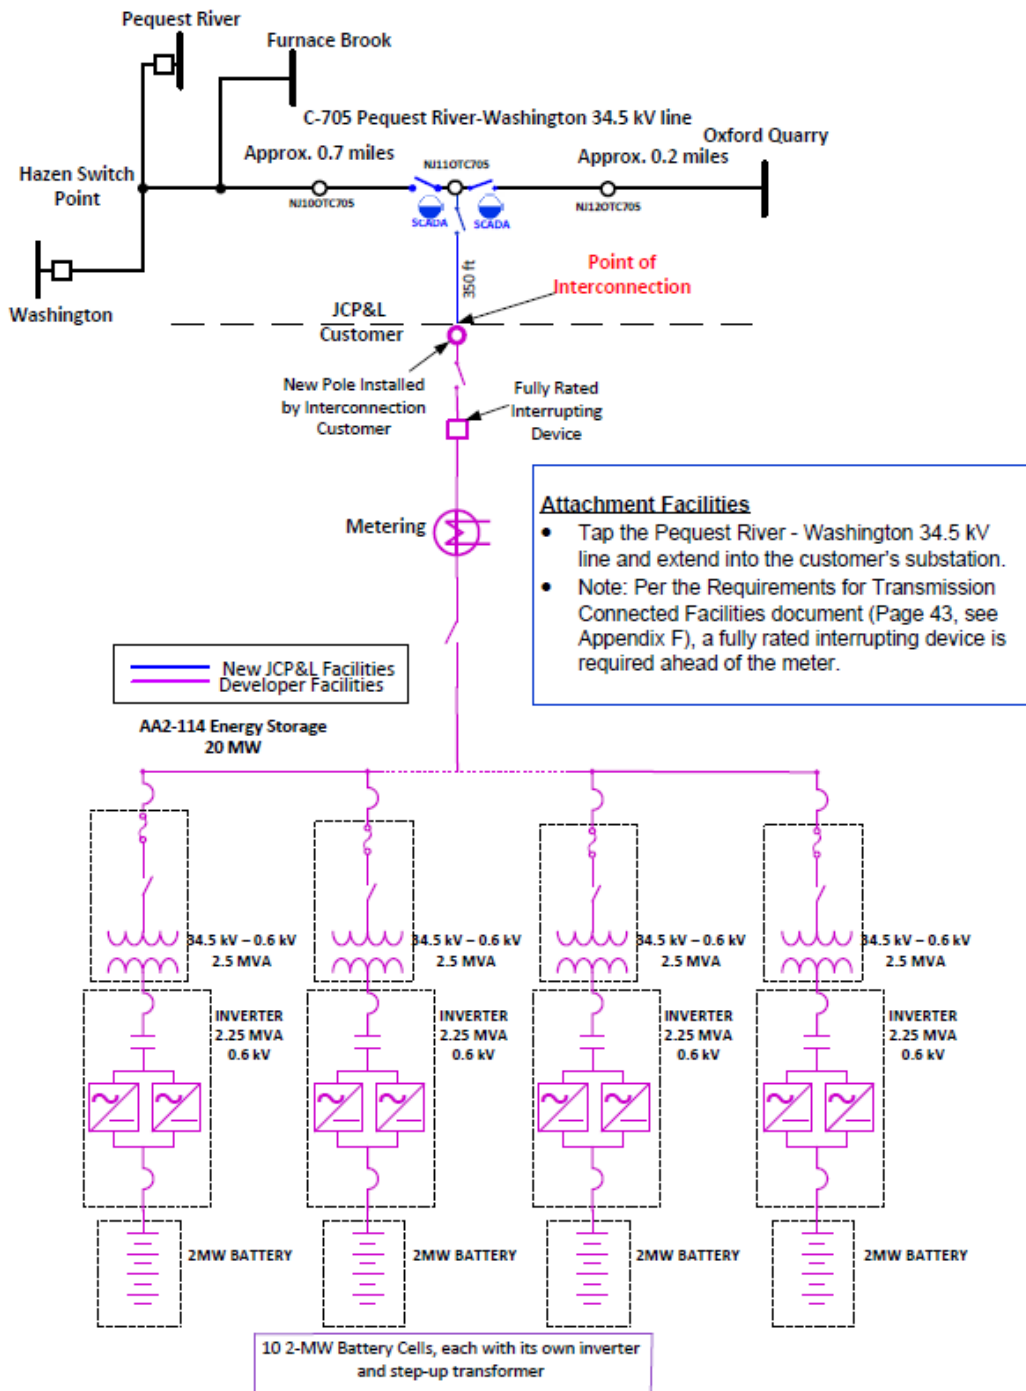 Pequest River
Furnace Brook
C-705 Pequest River-Washington 34.5 kV line
Oxford Quarry
Approx. 0.7 miles
NJ11OTC705
Approx. 0.2 miles
Hazen Switch
Point
NJ10OTC705
NJ12OTC705
SCADA
SCADA
350 ft
Point of
Interconnection
Washington
JCP&L
Customer
New Pole Installed
by Interconnection
Customer
Fully Rated
Interrupting
Device
Metering
Attachment Facilities
• Tap the Pequest River - Washington 34.5 kV
line and extend into the customer's substation.
• Note: Per the Requirements for Transmission
Connected Facilities document (Page 43, see
Appendix F), a fully rated interrupting device is
required ahead of the meter.
New JCP&L Facilities
Developer Facilities
AA2-114 Energy Storage
20 MW
34.5 kV – 0.6 kV
2.5 MVA
34.5 kV – 0.6 kV
2.5 MVA
34.5 kV – 0.6 kV
2.5 MVA
34.5 kV – 0.6 kV
2.5 MVA
INVERTER
2.25 MVA
0.6 kV
INVERTER
2.25 MVA
0.6 kV
INVERTER
2.25 MVA
0.6 kV
INVERTER
2.25 MVA
0.6 kV
2MW BATTERY
2MW BATTERY
2MW BATTERY
2MW BATTERY
10 2-MW Battery Cells, each with its own inverter
and step-up transformer